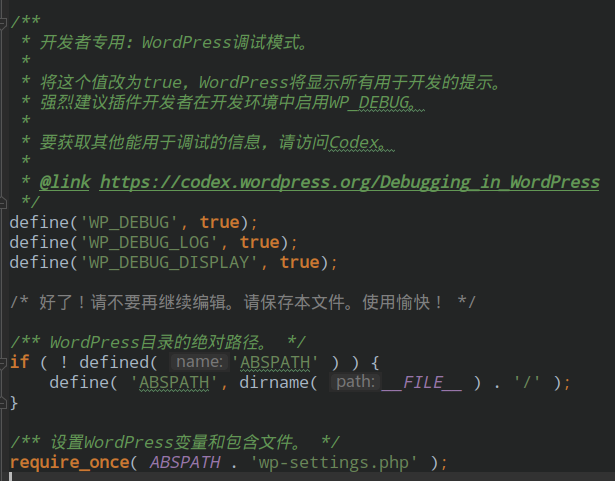 /**
 * 开发者专用：WordPress调试模式。
 *
 * 将这个值改为true，WordPress将显示所有用于开发的提示。
 * 强烈建议插件开发者在开发环境中启用WP_DEBUG。
 *
 * 要获取其他能用于调试的信息，请访问Codex。
 *
 * @link https://codex.wordpress.org/Debugging_in_WordPress
 */
define('WP_DEBUG', true);
define('WP_DEBUG_LOG', true);
define('WP_DEBUG_DISPLAY', true);

/* 好了！请不要再继续编辑。请保存本文件。使用愉快！ */

/** WordPress目录的绝对路径。 */
if ( ! defined( name: 'ABSPATH' ) ) {
    define( 'ABSPATH', dirname( path: __FILE__ ) . '/' );
}

/** 设置WordPress变量和包含文件。 */
require_once( ABSPATH . 'wp-settings.php' );